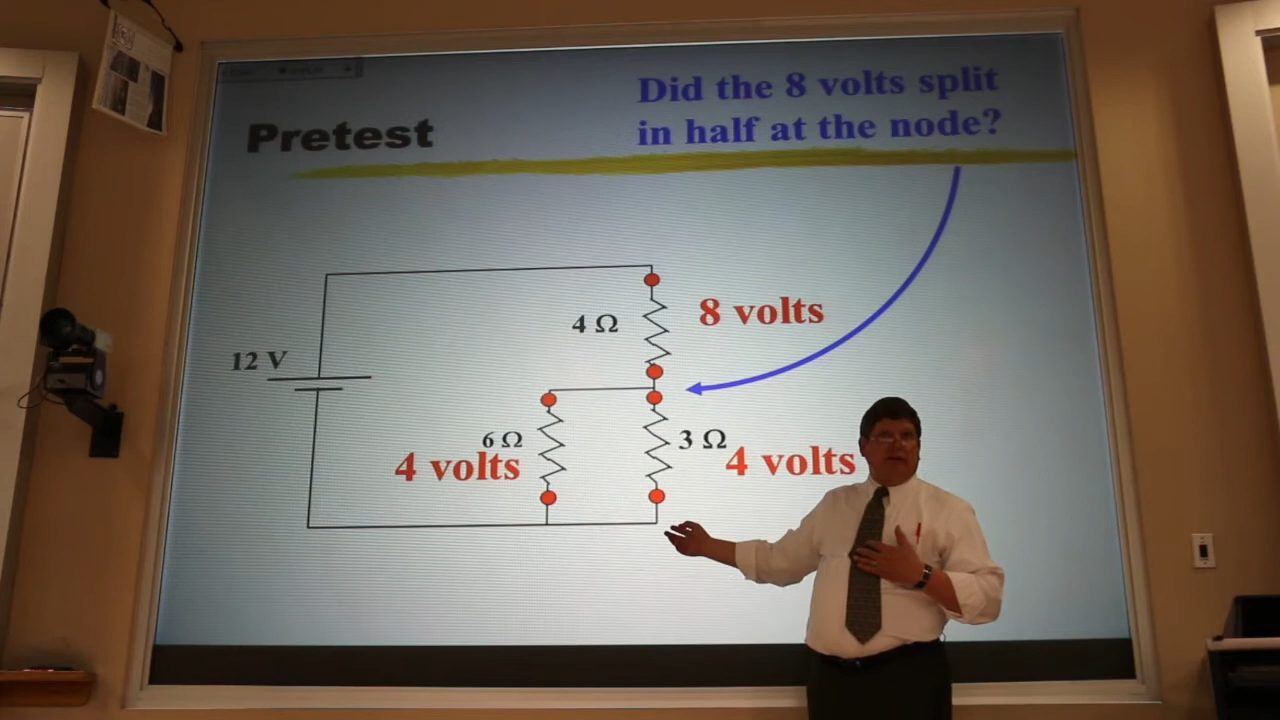 Did the 8 volts split
in half at the node?
Pretest
4 Ω
8 volts
12 V
6 Ω
3 Ω
4 volts
4 volts